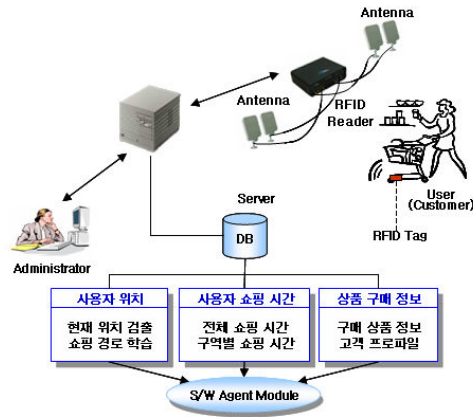 Antenna
Antenna
RFID
Reader
User
(Customer)
RFID Tag
Server
DB
Administrator
사용자 위치
현재 위치 검출
쇼핑 경로 학습
사용자 쇼핑 시간
전체 쇼핑 시간
구역별 쇼핑 시간
상품 구매 정보
구매 상품 정보
고객 프로파일
S/W Agent Module